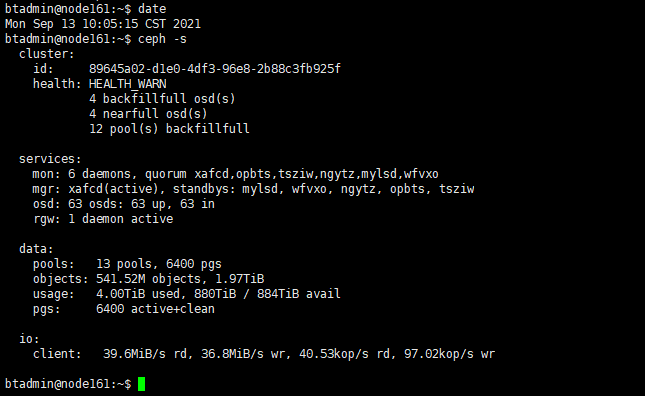 btadmin@node161:~$ date
Mon Sep 13 10:05:15 CST 2021
btadmin@node161:~$ ceph -s
  cluster:
    id:     89645a02-d1e0-4df3-96e8-2b88c3fb925f
    health: HEALTH_WARN
            4 backfillfull osd(s)
            4 nearfull osd(s)
            12 pool(s) backfillfull

  services:
    mon: 6 daemons, quorum xafcd,opbts,tsziw,ngytz,mylsd,wfvxo
    mgr: xafcd(active), standbys: mylsd, wfvxo, ngytz, opbts, tsziw
    osd: 63 osds: 63 up, 63 in
    rgw: 1 daemon active

  data:
    pools:   13 pools, 6400 pgs
    objects: 541.52M objects, 1.97TiB
    usage:   4.00TiB used, 880TiB / 884TiB avail
    pgs:     6400 active+clean

  io:
    client:   39.6MiB/s rd, 36.8MiB/s wr, 40.53kop/s rd, 97.02kop/s wr

btadmin@node161:~$